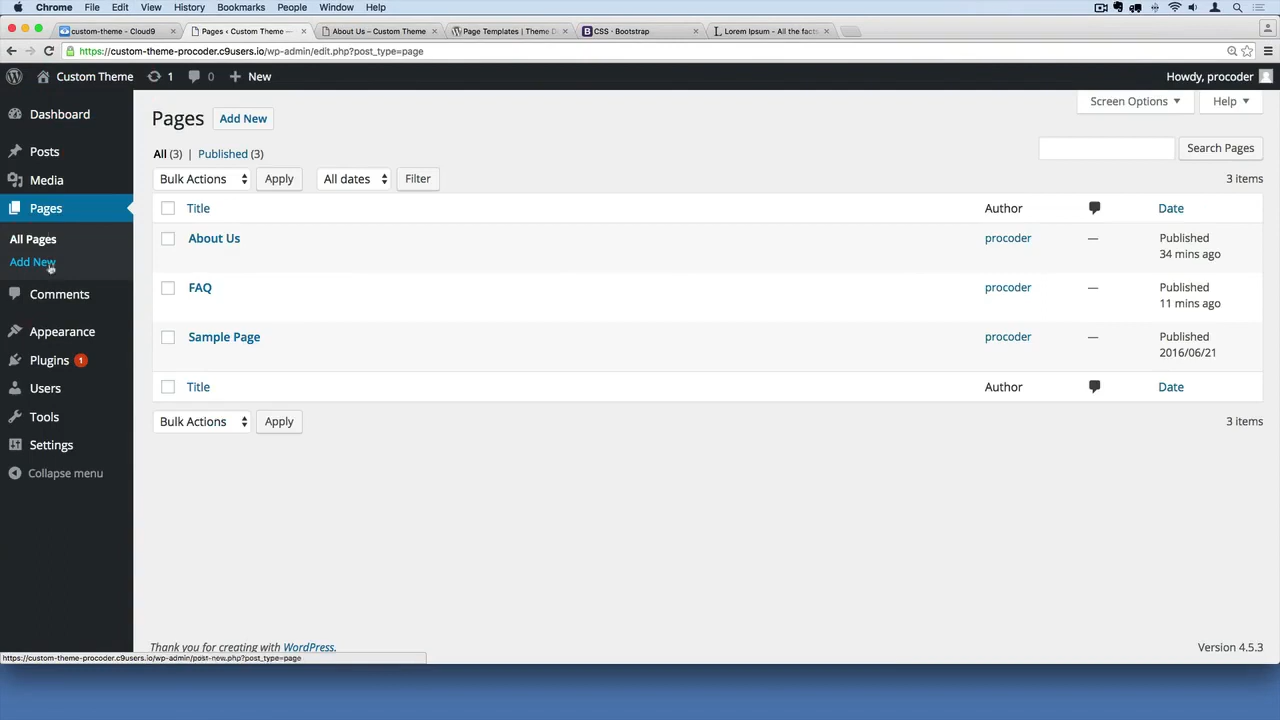 Chrome File Edit View History Bookmarks People Window Help
custom-theme - Cloud9 Pages ‹ Custom Theme — About Us – Custom Theme Page Templates | Theme D CSS · Bootstrap Lorem Ipsum - All the facts
https://custom-theme-procoder.c9users.io/wp-admin/edit.php?post_type=page
Custom Theme 1 0 New Howdy, procoder
Dashboard
Posts
Media
Pages
All Pages
Add New
Comments
Appearance
Plugins 1
Users
Tools
Settings
Collapse menu
Screen Options Help
Pages Add New
All (3) | Published (3)
Search Pages
Bulk Actions Apply All dates Filter 3 items
Title Author Date
About Us procoder — Published
34 mins ago
FAQ procoder — Published
11 mins ago
Sample Page procoder — Published
2016/06/21
Title Author Date
Bulk Actions Apply 3 items
Thank you for creating with WordPress. Version 4.5.3
https://custom-theme-procoder.c9users.io/wp-admin/post-new.php?post_type=page